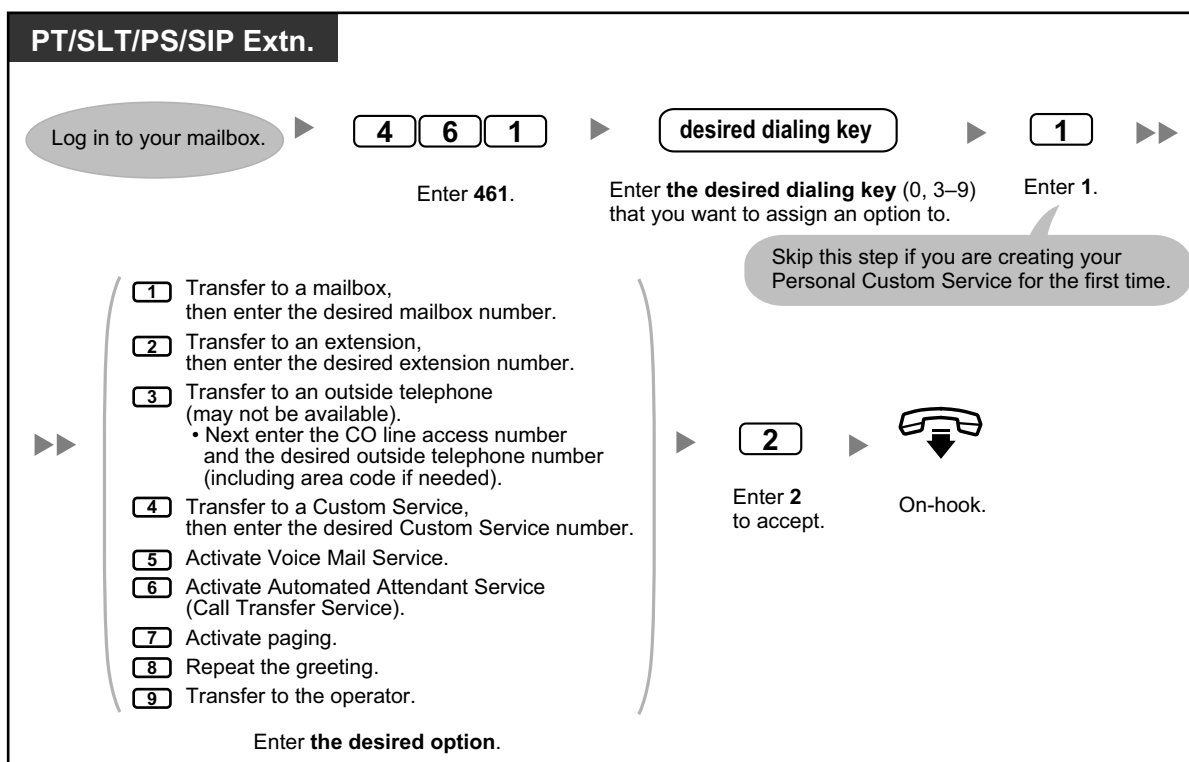 PT/SLT/PS/SIP Extn.
Log in to your mailbox.
4 6 1
desired dialing key
1
Enter 461.
Enter the desired dialing key (0, 3–9)
that you want to assign an option to.
Enter 1.
Skip this step if you are creating your
Personal Custom Service for the first time.
1 Transfer to a mailbox,
then enter the desired mailbox number.
2 Transfer to an extension,
then enter the desired extension number.
3 Transfer to an outside telephone
(may not be available).
• Next enter the CO line access number
and the desired outside telephone number
(including area code if needed).
4 Transfer to a Custom Service,
then enter the desired Custom Service number.
5 Activate Voice Mail Service.
6 Activate Automated Attendant Service
(Call Transfer Service).
7 Activate paging.
8 Repeat the greeting.
9 Transfer to the operator.
Enter the desired option.
2
Enter 2
to accept.
On-hook.